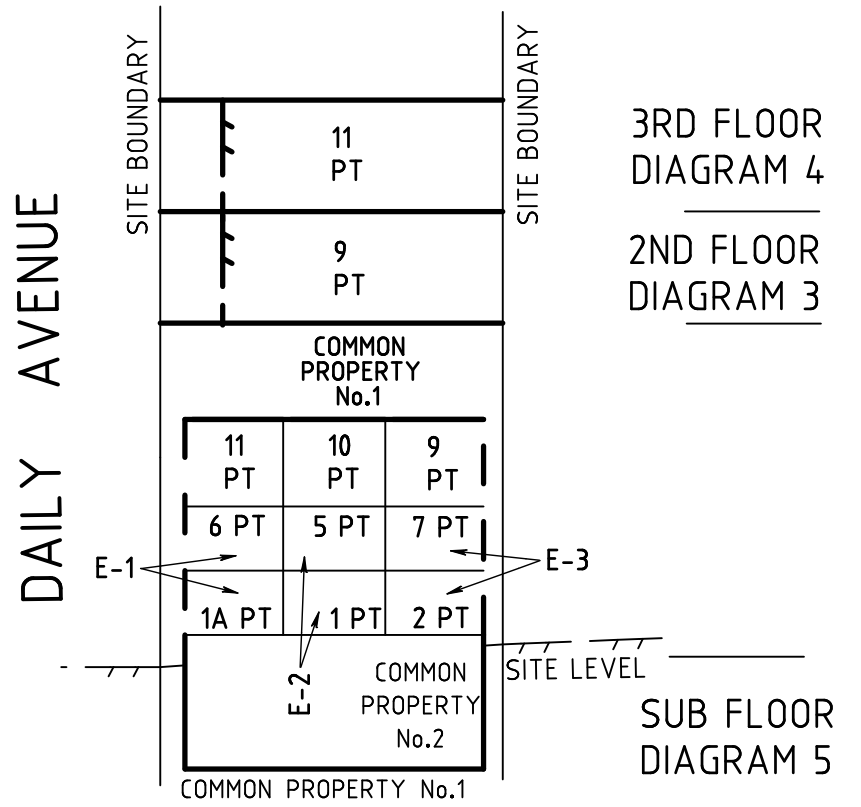 SITE BOUNDARY
SITE BOUNDARY
DAILY AVENUE
11
PT
3RD FLOOR
DIAGRAM 4
9
PT
2ND FLOOR
DIAGRAM 3
COMMON
PROPERTY
No.1
11
PT
10
PT
9
PT
6 PT
5 PT
7 PT
E-1
E-3
1A PT
1 PT
2 PT
E-2
COMMON
PROPERTY
No.2
SITE LEVEL
SUB FLOOR
DIAGRAM 5
COMMON PROPERTY No.1